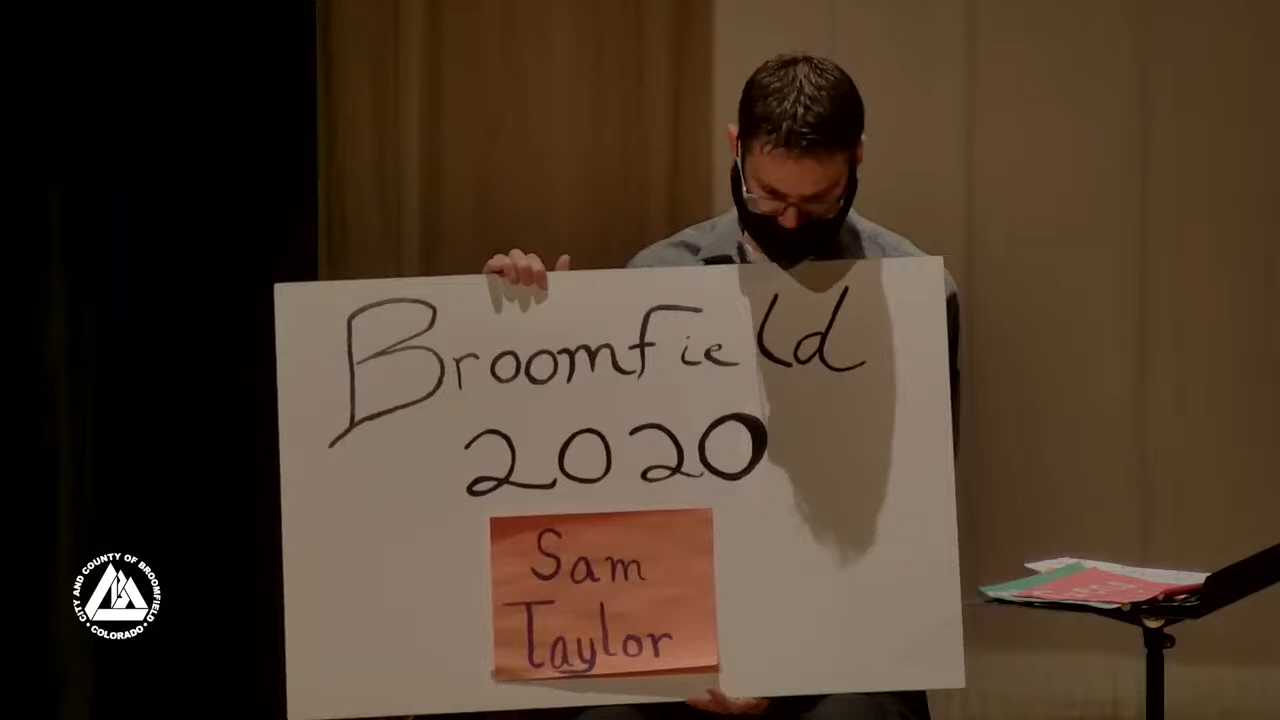 Broomfield
2020
Sam
Taylor
CITY AND COUNTY OF BROOMFIELD
• COLORADO •